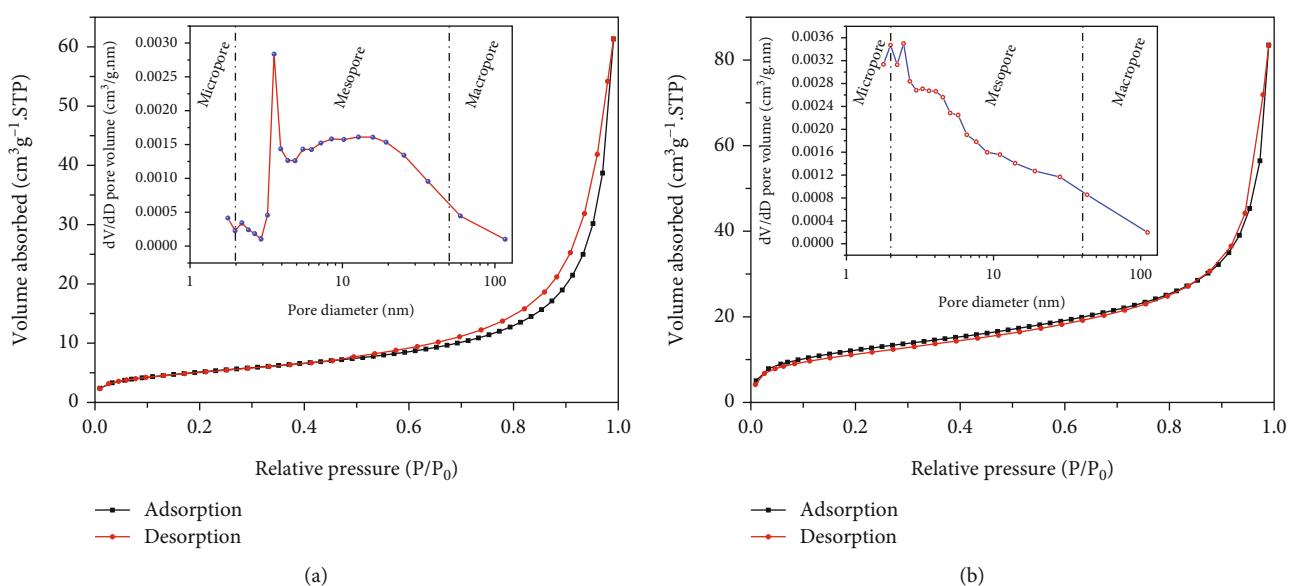 60
50
40
30
20
10
0
Volume absorbed (cm³g⁻¹.STP)
0.0
0.2
0.4
0.6
0.8
1.0
Relative pressure (P/P₀)
0.0030
0.0025
0.0020
0.0015
0.0010
0.0005
0.0000
dV/dD pore volume (cm³/g.nm)
Micropore
Mesopore
Macropore
1
10
100
Pore diameter (nm)
Adsorption
Desorption
(a)
80
60
40
20
0
Volume absorbed (cm³g⁻¹.STP)
0.0
0.2
0.4
0.6
0.8
1.0
Relative pressure (P/P₀)
0.0036
0.0032
0.0028
0.0024
0.0020
0.0016
0.0012
0.0008
0.0004
0.0000
dV/dD pore volume (cm³/g.nm)
Micropore
Mesopore
Macropore
1
10
100
Pore diameter (nm)
Adsorption
Desorption
(b)